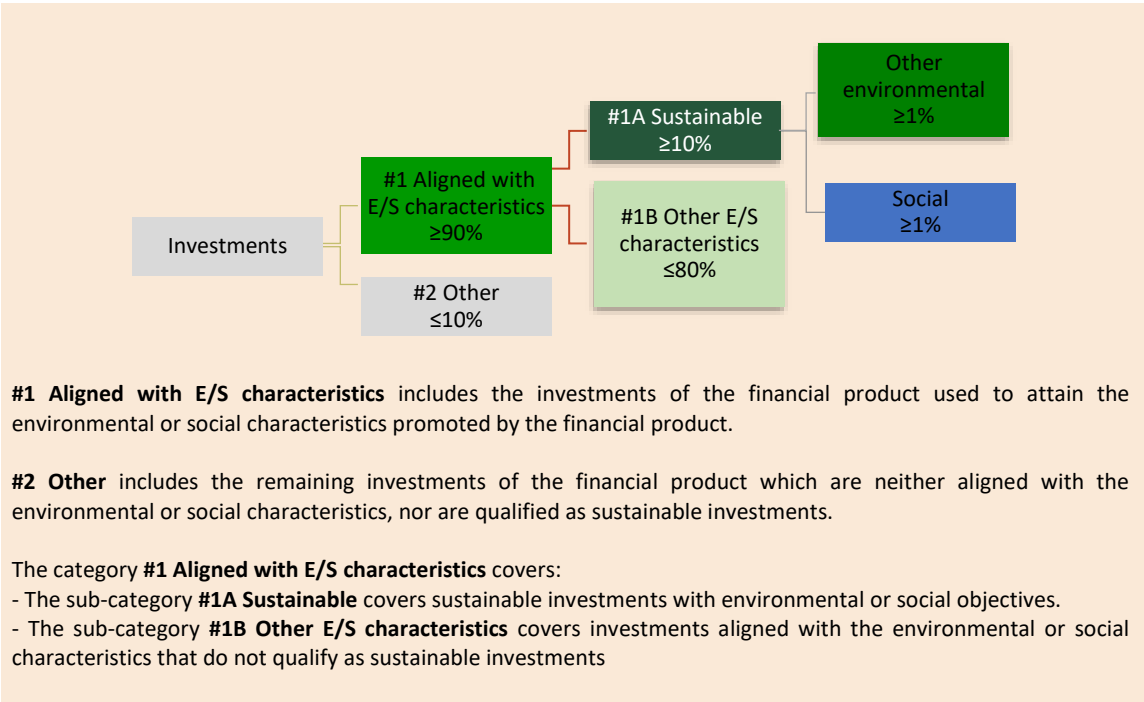 Other
environmental
≥1%
#1A Sustainable
≥10%
#1 Aligned with
E/S characteristics
≥90%
Social
≥1%
#1B Other E/S
characteristics
≤80%
Investments
#2 Other
≤10%
#1 Aligned with E/S characteristics includes the investments of the financial product used to attain the
environmental or social characteristics promoted by the financial product.
#2 Other includes the remaining investments of the financial product which are neither aligned with the
environmental or social characteristics, nor are qualified as sustainable investments.
The category #1 Aligned with E/S characteristics covers:
- The sub-category #1A Sustainable covers sustainable investments with environmental or social objectives.
- The sub-category #1B Other E/S characteristics covers investments aligned with the environmental or social
characteristics that do not qualify as sustainable investments